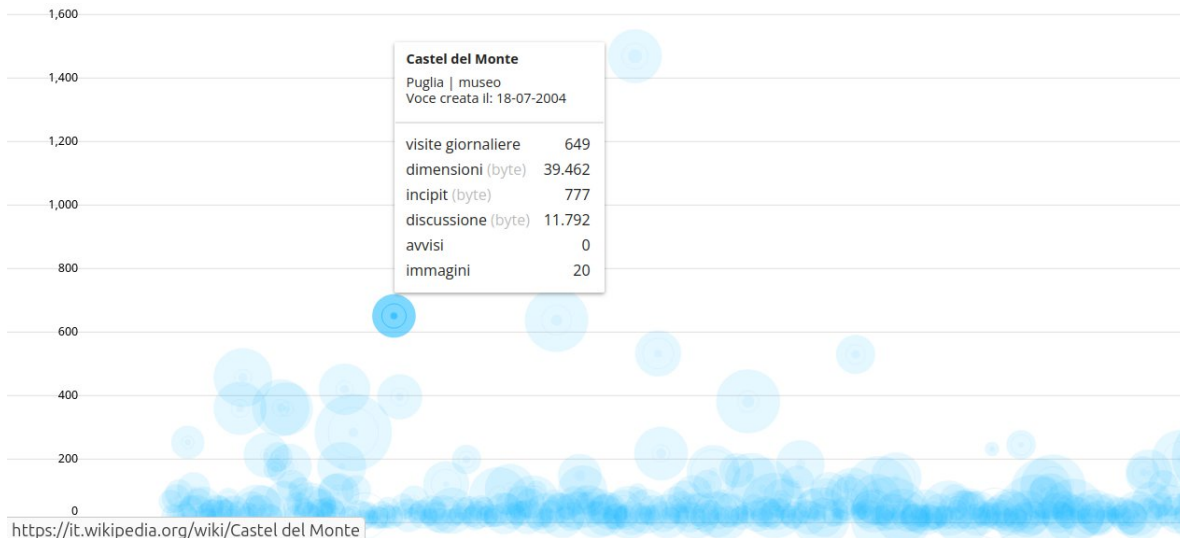 1,600
Castel del Monte
Puglia | museo
Voce creata il: 18-07-2004
1,400
visite giornaliere 649
1,200
dimensioni (byte) 39.462
incipit (byte) 777
1,000
discussione (byte) 11.792
avvisi 0
800
immagini 20
600
400
200
0
https://it.wikipedia.org/wiki/Castel del Monte